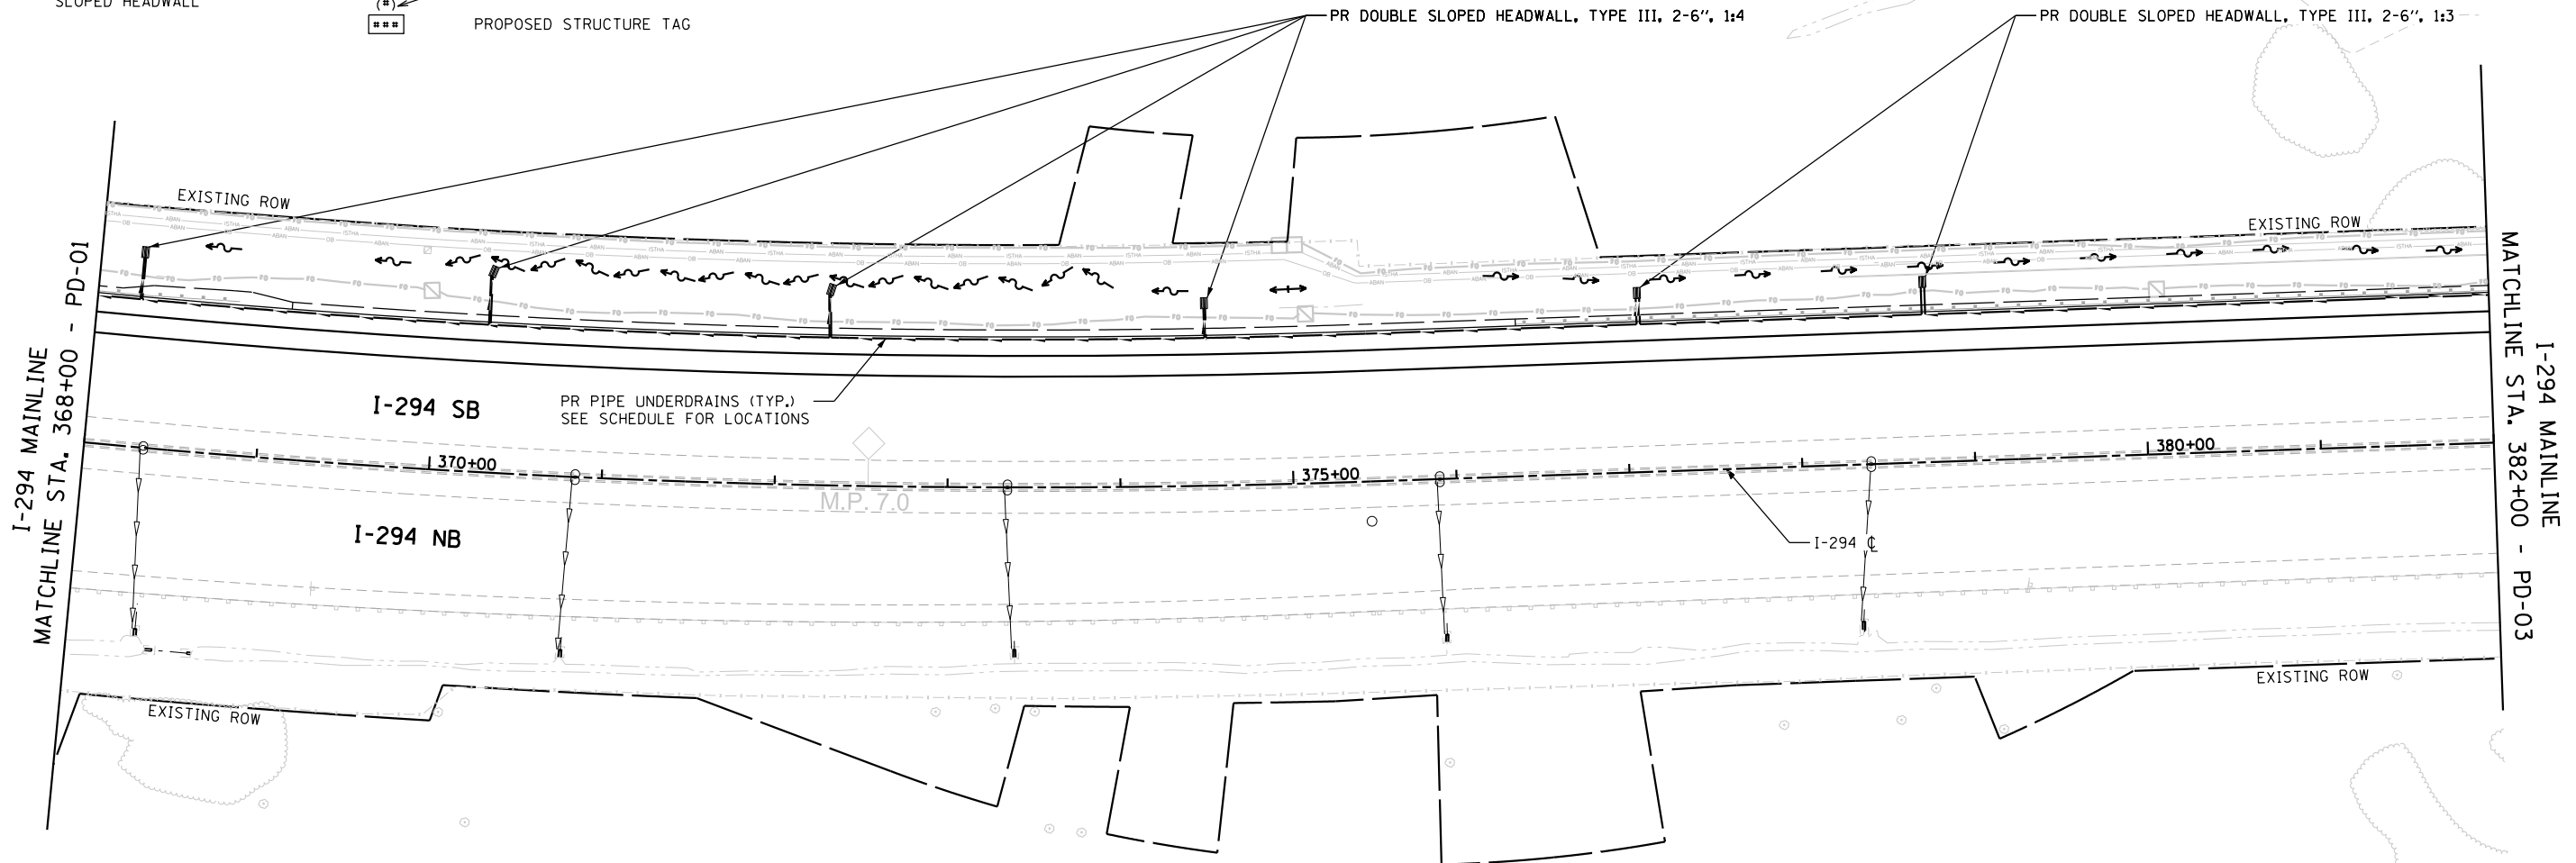 SLOPED HEADWALL
(#)
###
PROPOSED STRUCTURE TAG
PR DOUBLE SLOPED HEADWALL, TYPE III, 2-6", 1:4
PR DOUBLE SLOPED HEADWALL, TYPE III, 2-6", 1:3
EXISTING ROW
EXISTING ROW
I-294 MAINLINE
MATCHLINE STA. 368+00 - PD-01
MATCHLINE STA. 382+00 - PD-03
I-294 MAINLINE
I-294 SB
PR PIPE UNDERDRAINS (TYP.)
SEE SCHEDULE FOR LOCATIONS
370+00
375+00
380+00
M.P. 7.0
I-294 NB
I-294 ℄
EXISTING ROW
EXISTING ROW